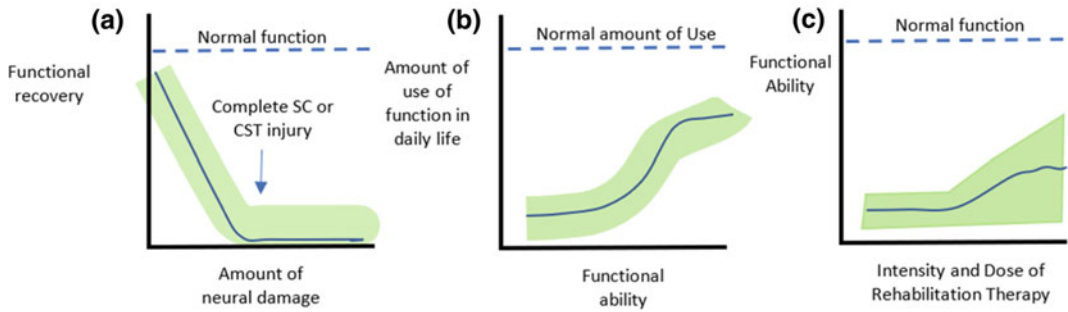 (a)
Normal function
Functional
recovery
Complete SC or
CST injury
Amount of
neural damage
(b)
Normal amount of Use
Amount of
use of
function in
daily life
Functional
ability
(c)
Normal function
Functional
Ability
Intensity and Dose of
Rehabilitation Therapy